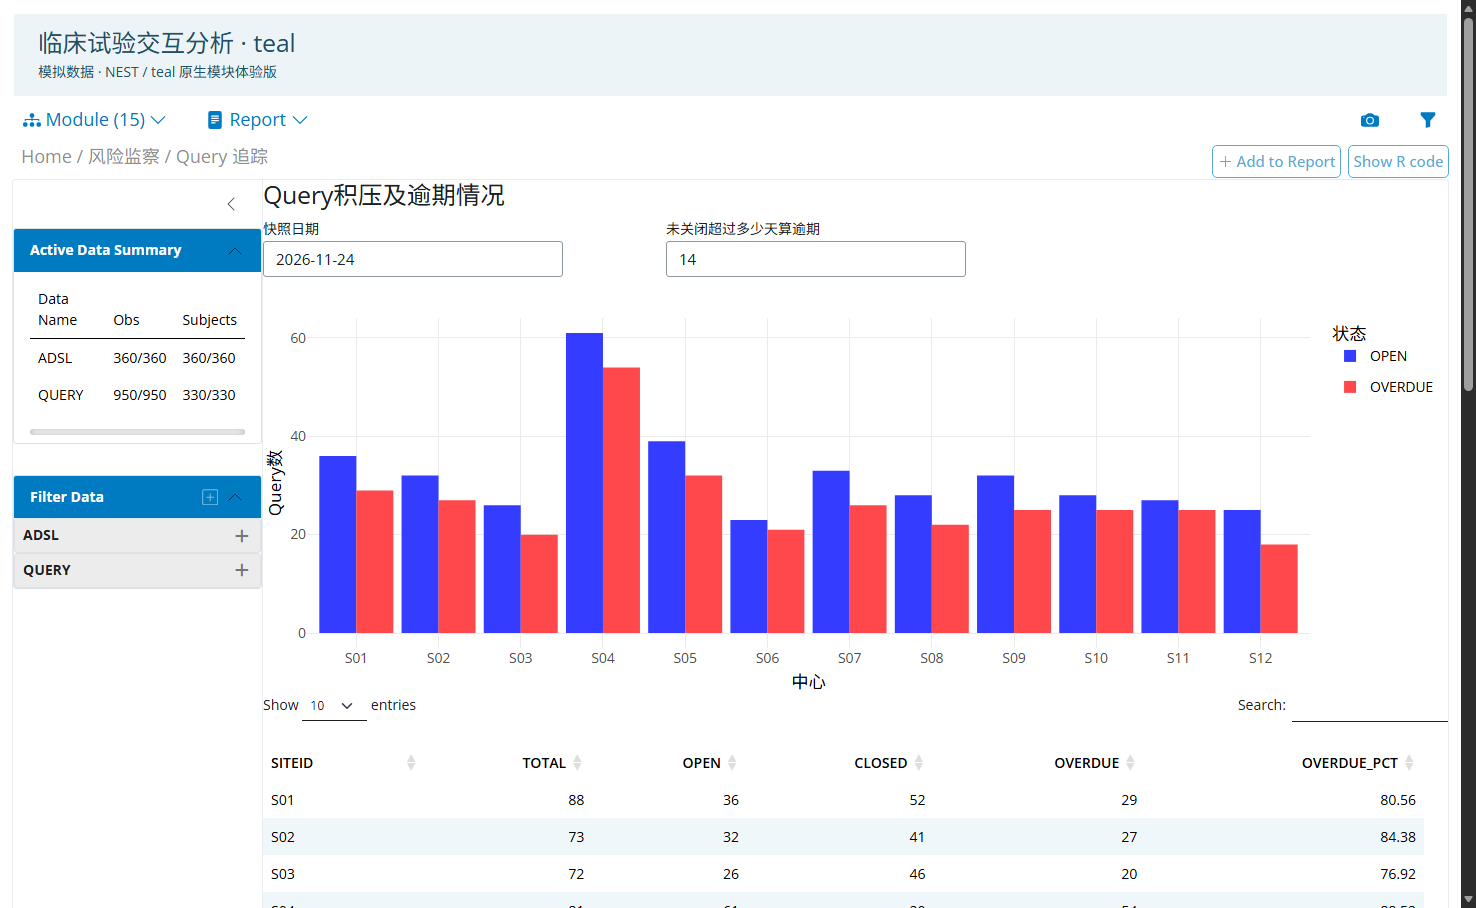 临床试验交互分析 · teal
模拟数据 · NEST / teal 原生模块体验版
Module (15)
Report
Home / 风险监察 / Query 追踪
+ Add to Report
Show R code
Active Data Summary
Data Name Obs Subjects
ADSL 360/360 360/360
QUERY 950/950 330/330
Filter Data
ADSL
QUERY
Query积压及逾期情况
快照日期
2026-11-24
未关闭超过多少天算逾期
14
状态
OPEN
OVERDUE
Query数
60
40
20
0
S01 S02 S03 S04 S05 S06 S07 S08 S09 S10 S11 S12
中心
Show 10 entries
Search:
SITEID TOTAL OPEN CLOSED OVERDUE OVERDUE_PCT
S01 88 36 52 29 80.56
S02 73 32 41 27 84.38
S03 72 26 46 20 76.92